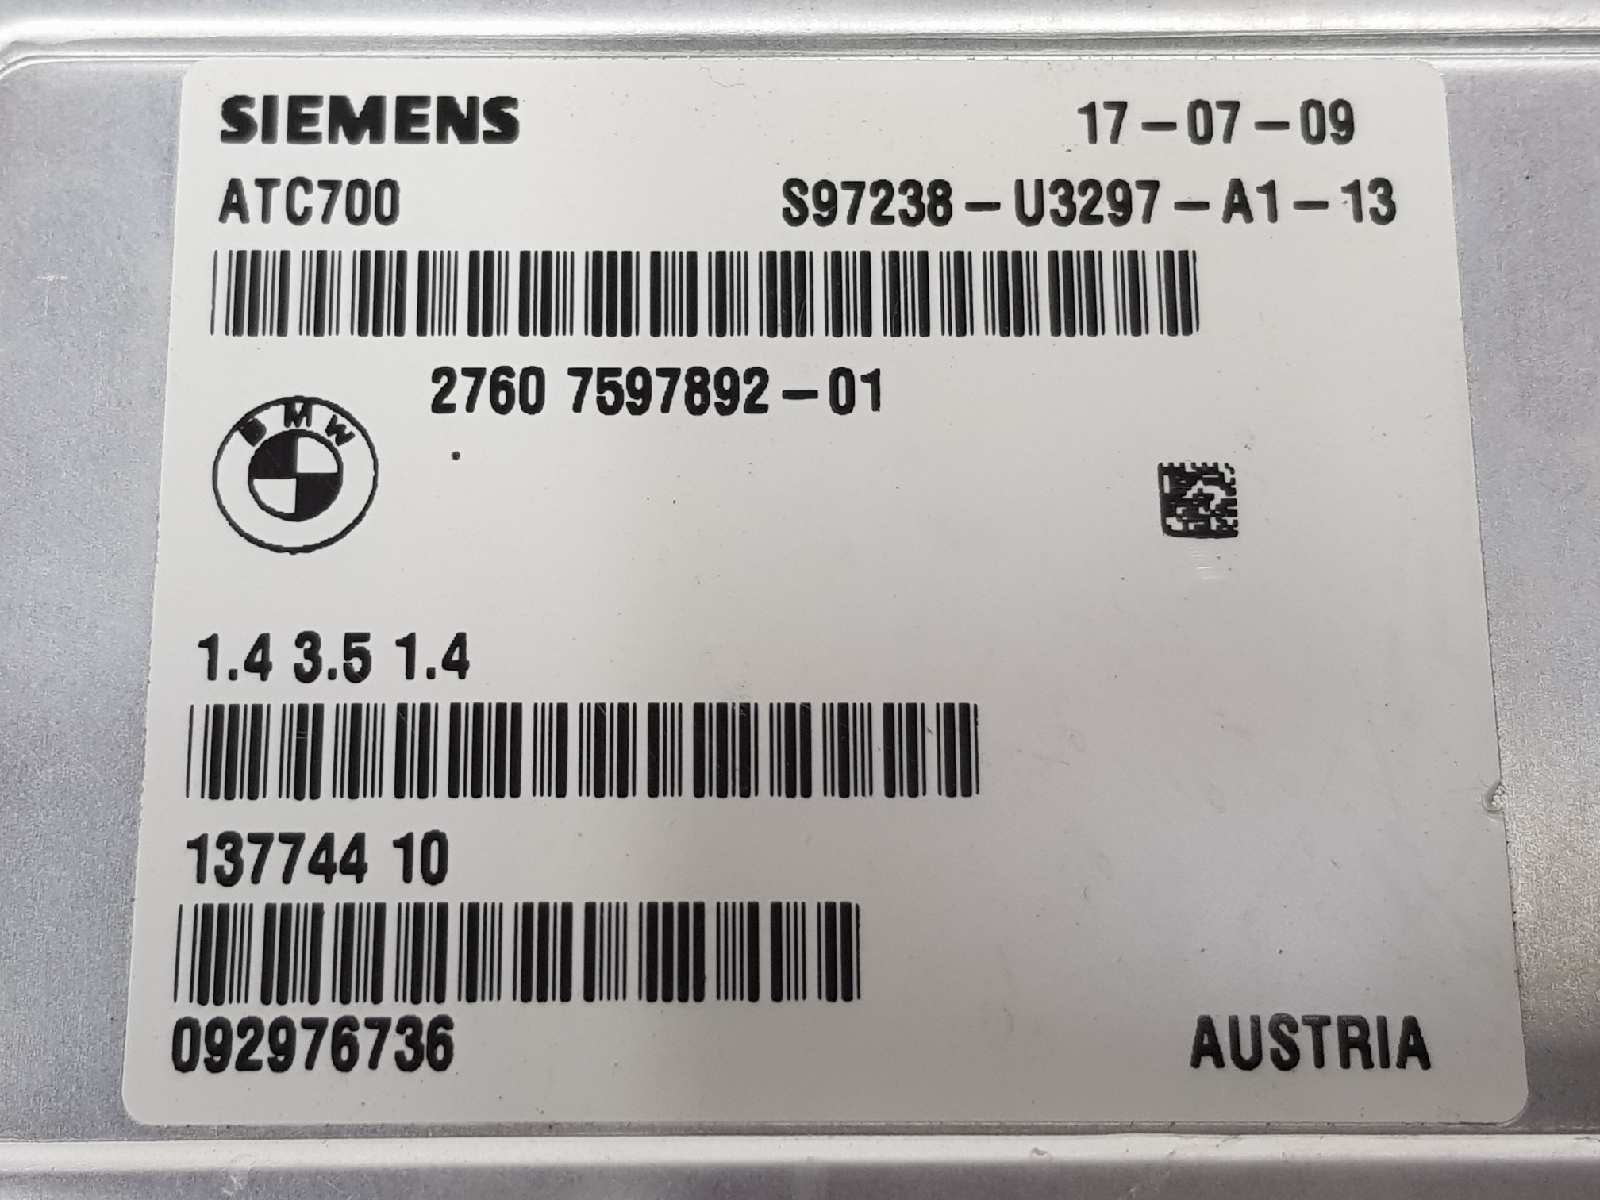 SIEMENS 17-07-09
ATC700 S97238-U3297-A1-13
2760 7597892-01
BMW
1.4 3.5 1.4
137744 10
092976736
AUSTRIA